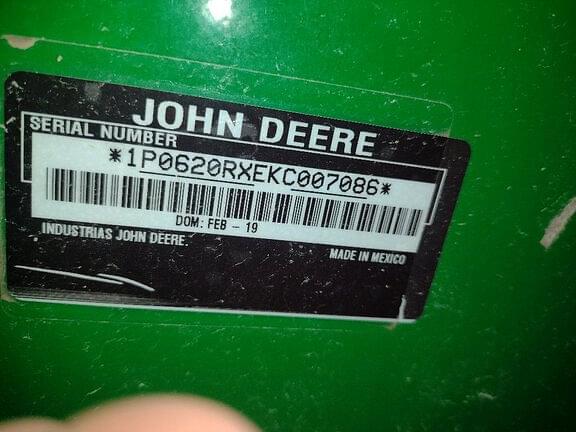 JOHN DEERE
SERIAL NUMBER
*1P0620RXEKC007086*
DOM: FEB - 19
INDUSTRIAS JOHN DEERE.
MADE IN MEXICO